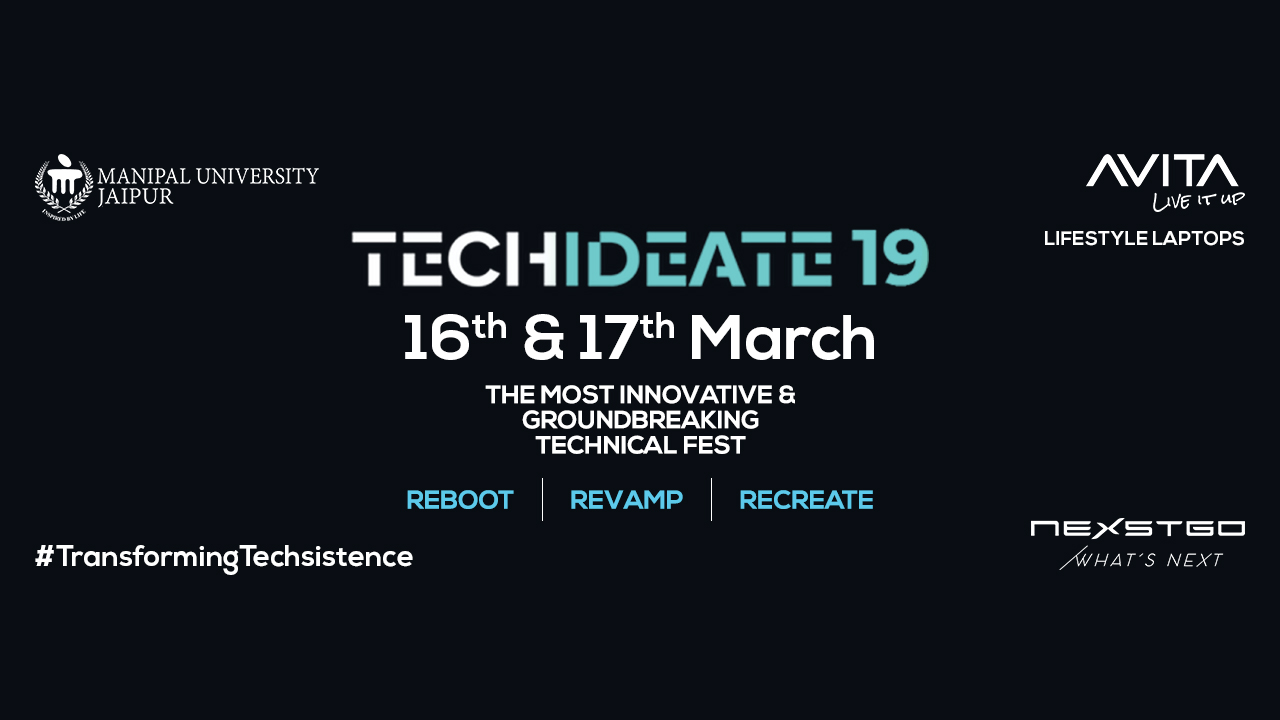 MANIPAL UNIVERSITY
JAIPUR
INSPIRED BY LIFE
AVITA
LIVE IT UP
LIFESTYLE LAPTOPS
TECHIDEATE 19
16th & 17th March
THE MOST INNOVATIVE &
GROUNDBREAKING
TECHNICAL FEST
REBOOT REVAMP RECREATE
#TransformingTechsistence
NEXSTGO
WHAT'S NEXT